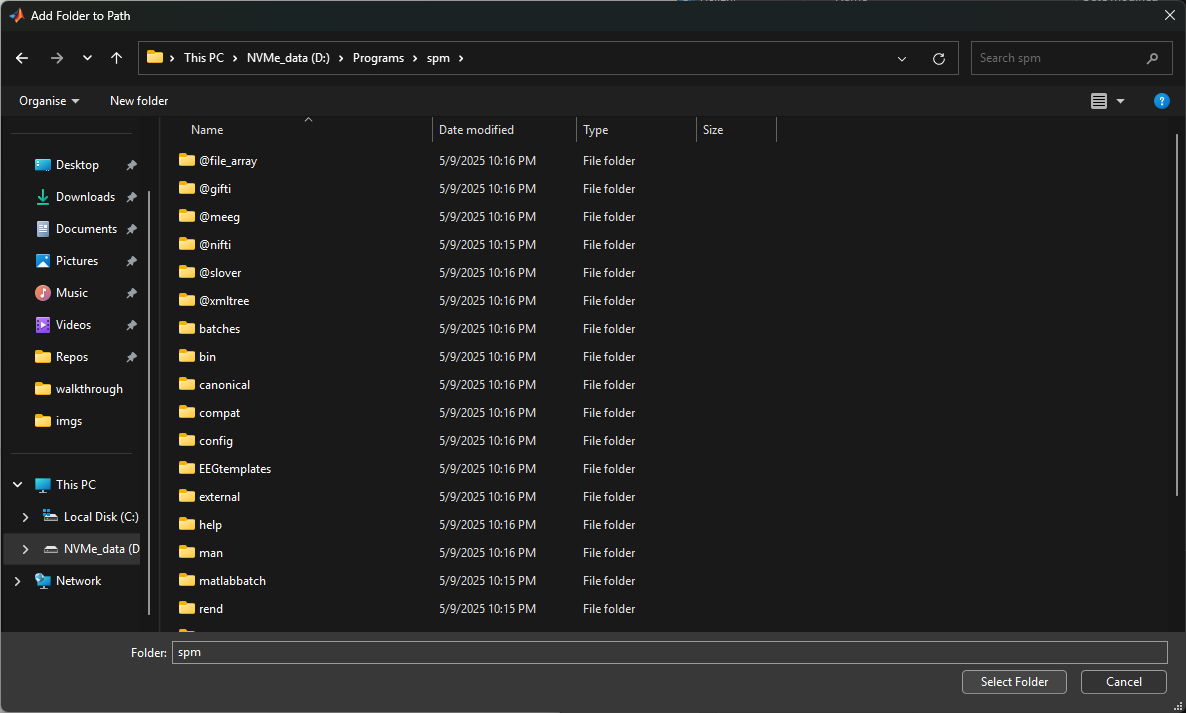 Add Folder to Path
This PC > NVMe_data (D:) > Programs > spm >
Search spm
Organise New folder
Name Date modified Type Size
Desktop
Downloads
Documents
Pictures
Music
Videos
Repos
walkthrough
imgs
This PC
Local Disk (C:)
NVMe_data (D
Network
@file_array 5/9/2025 10:16 PM File folder
@gifti 5/9/2025 10:16 PM File folder
@meeg 5/9/2025 10:16 PM File folder
@nifti 5/9/2025 10:15 PM File folder
@slover 5/9/2025 10:16 PM File folder
@xmltree 5/9/2025 10:16 PM File folder
batches 5/9/2025 10:16 PM File folder
bin 5/9/2025 10:16 PM File folder
canonical 5/9/2025 10:16 PM File folder
compat 5/9/2025 10:16 PM File folder
config 5/9/2025 10:16 PM File folder
EEGtemplates 5/9/2025 10:16 PM File folder
external 5/9/2025 10:16 PM File folder
help 5/9/2025 10:16 PM File folder
man 5/9/2025 10:16 PM File folder
matlabbatch 5/9/2025 10:15 PM File folder
rend 5/9/2025 10:15 PM File folder
Folder: spm
Select Folder Cancel